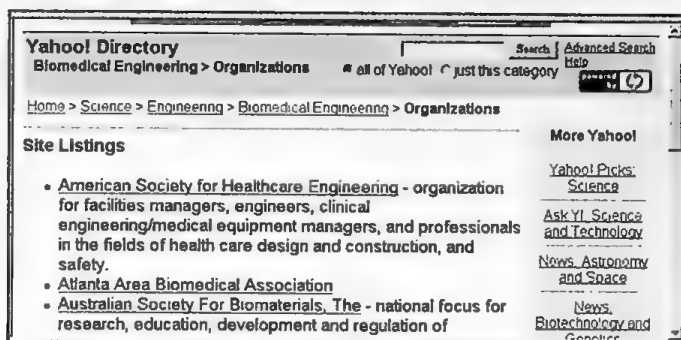 Yahoo! Directory
Search
Advanced Search
Biomedical Engineering > Organizations
all of Yahoo!
just this category
Help
Home > Science > Engineering > Biomedical Engineering > Organizations
Site Listings
American Society for Healthcare Engineering - organization
for facilities managers, engineers, clinical
engineering/medical equipment managers, and professionals
in the fields of health care design and construction, and
safety.
Atlanta Area Biomedical Association
Australian Society For Biomaterials, The - national focus for
research, education, development and regulation of
More Yahoo!
Yahoo! Picks:
Science
Ask Y!, Science
and Technology
News, Astronomy
and Space
News,
Biotechnology and
Genetics